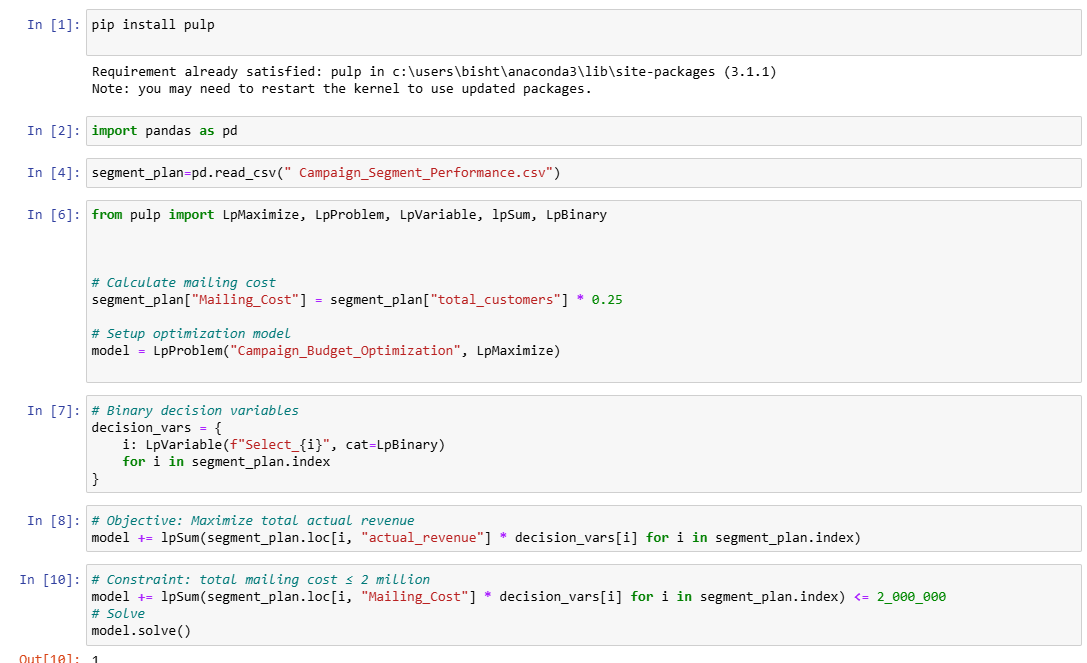 In [1]: pip install pulp
Requirement already satisfied: pulp in c:\users\bisht\anaconda3\lib\site-packages (3.1.1)
Note: you may need to restart the kernel to use updated packages.
In [2]: import pandas as pd
In [4]: segment_plan=pd.read_csv(" Campaign_Segment_Performance.csv")
In [6]: from pulp import LpMaximize, LpProblem, LpVariable, lpSum, LpBinary
# Calculate mailing cost
segment_plan["Mailing_Cost"] = segment_plan["total_customers"] * 0.25
# Setup optimization model
model = LpProblem("Campaign_Budget_Optimization", LpMaximize)
In [7]: # Binary decision variables
decision_vars = {
    i: LpVariable(f"Select_{i}", cat=LpBinary)
    for i in segment_plan.index
}
In [8]: # Objective: Maximize total actual revenue
model += lpSum(segment_plan.loc[i, "actual_revenue"] * decision_vars[i] for i in segment_plan.index)
In [10]: # Constraint: total mailing cost ≤ 2 million
model += lpSum(segment_plan.loc[i, "Mailing_Cost"] * decision_vars[i] for i in segment_plan.index) <= 2_000_000
# Solve
model.solve()
Out[10]: 1